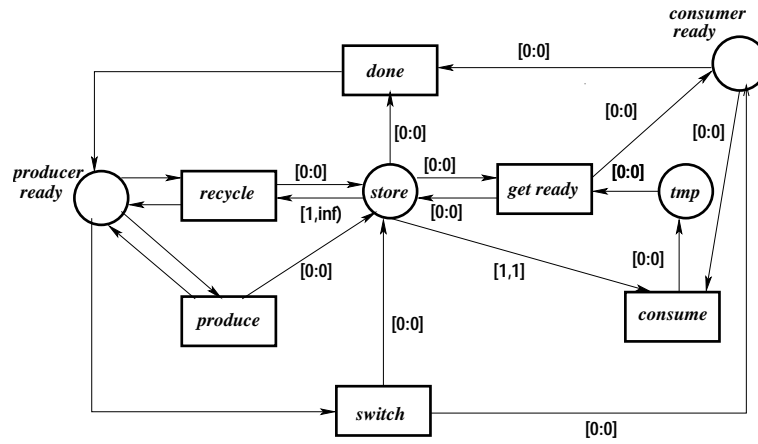 consumer
ready
[0:0]
done
[0:0]
[0:0]
[0:0]
producer
ready
recycle
[0:0]
store
[0:0]
get ready
[0:0]
tmp
[1,inf)
[0:0]
[0:0]
[1,1]
[0:0]
produce
consume
[0:0]
switch
[0:0]